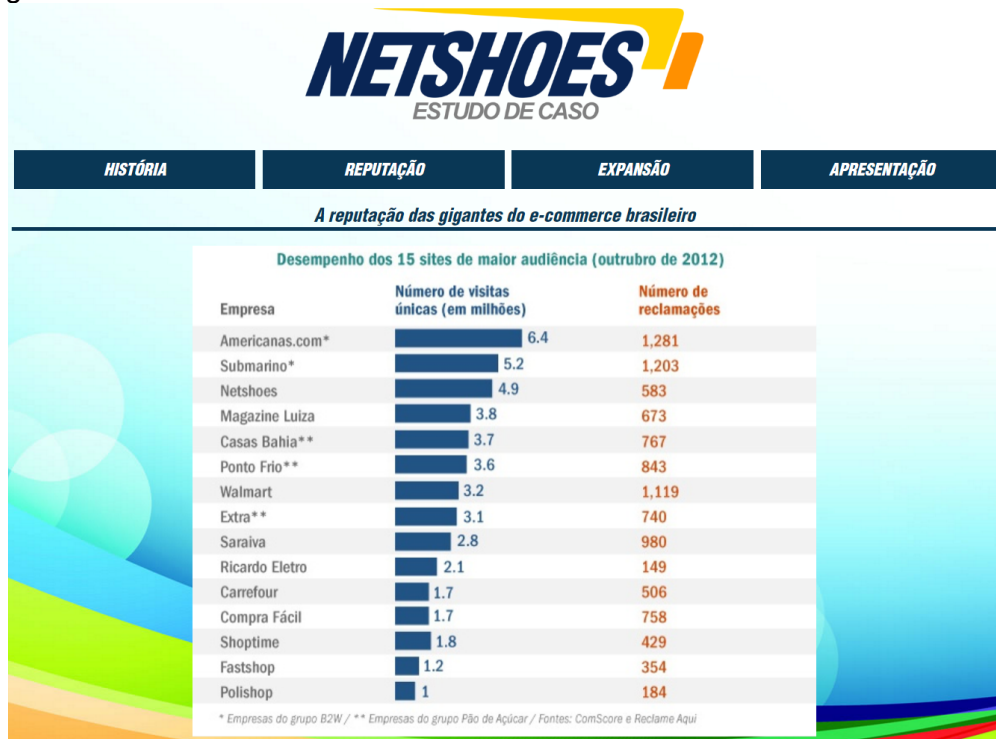 NETSHOES
ESTUDO DE CASO
HISTÓRIA REPUTAÇÃO EXPANSÃO APRESENTAÇÃO
A reputação das gigantes do e-commerce brasileiro
Desempenho dos 15 sites de maior audiência (outrubro de 2012)
Empresa Número de visitas únicas (em milhões) Número de reclamações
Americanas.com* 6.4 1,281
Submarino* 5.2 1,203
Netshoes 4.9 583
Magazine Luiza 3.8 673
Casas Bahia** 3.7 767
Ponto Frio** 3.6 843
Walmart 3.2 1,119
Extra** 3.1 740
Saraiva 2.8 980
Ricardo Eletro 2.1 149
Carrefour 1.7 506
Compra Fácil 1.7 758
Shoptime 1.8 429
Fastshop 1.2 354
Polishop 1 184
* Empresas do grupo B2W / ** Empresas do grupo Pão de Açúcar / Fontes: ComScore e Reclame Aqui